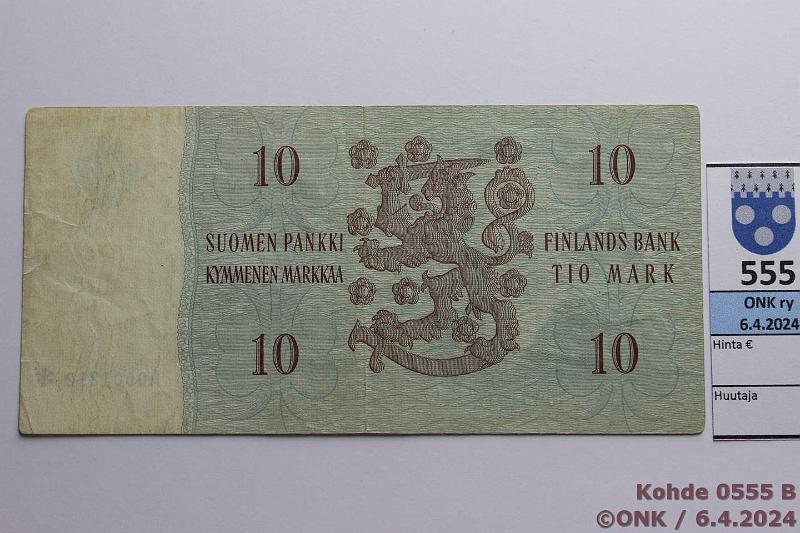 10
10
SUOMEN PANKKI
KYMMENEN MARKKAA
FINLANDS BANK
TIO MARK
10
10
555
ONK ry
6.4.2024
Hinta €
Huutaja
Kohde 0555 B
©ONK / 6.4.2024